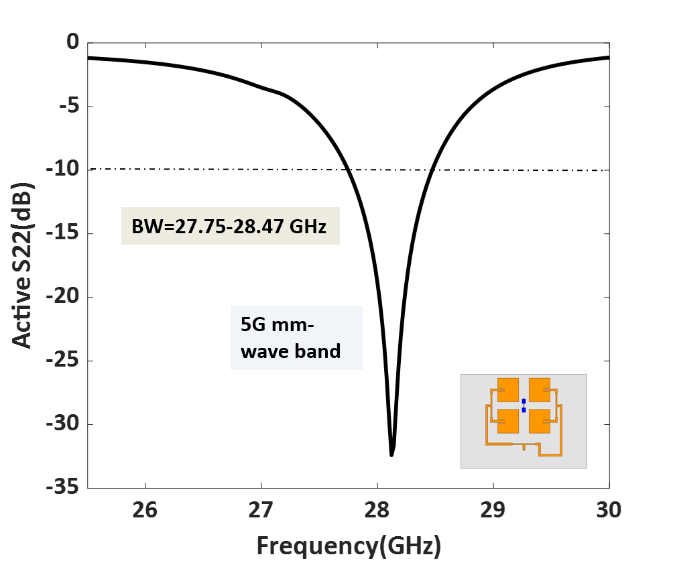 0
-5
-10
-15
-20
-25
-30
-35
Active S22(dB)
BW=27.75-28.47 GHz
5G mm-
wave band
26
27
28
29
30
Frequency(GHz)